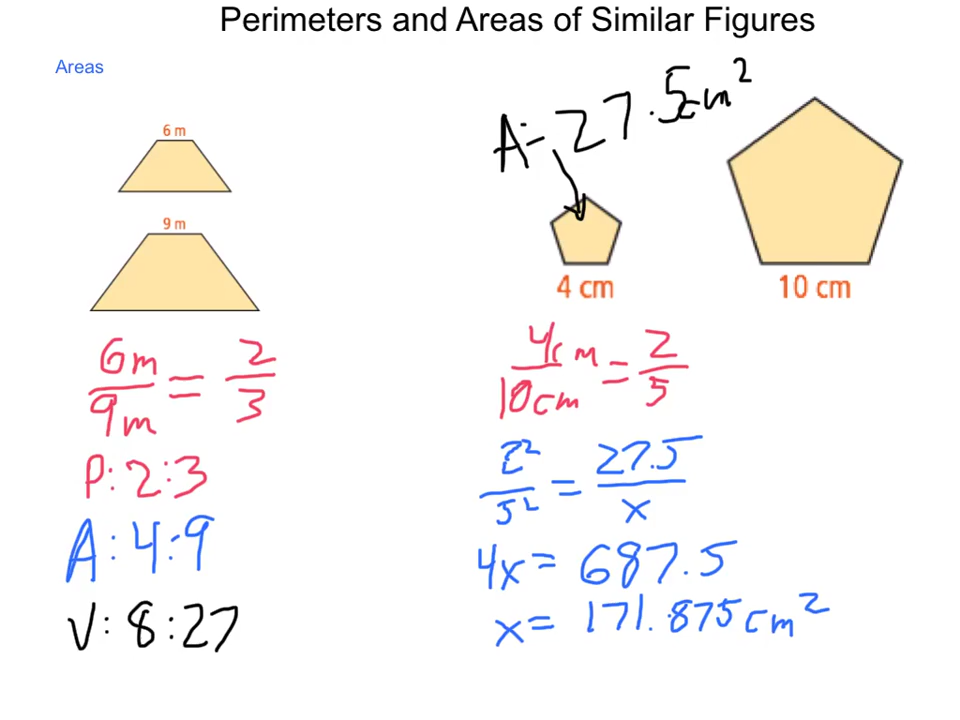 Perimeters and Areas of Similar Figures
Areas
6 m
9 m
6m/9m = 2/3
P: 2:3
A: 4:9
V: 8:27
A= 27.5cm²
4 cm
10 cm
4cm/10cm = 2/5
2²/5² = 27.5/x
4x = 687.5
x = 171.875 cm²